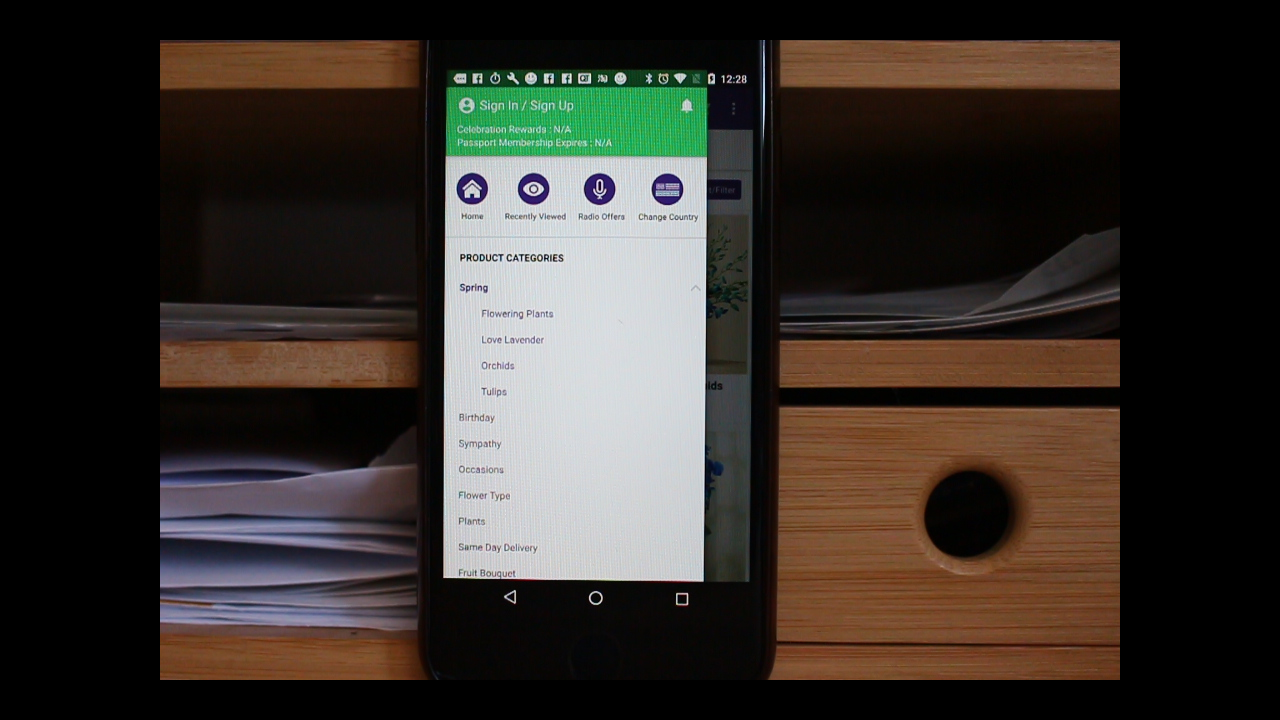 12:28
Sign In / Sign Up
Celebration Rewards : N/A
Passport Membership Expires : N/A
Home
Recently Viewed
Radio Offers
Change Country
/Filter
PRODUCT CATEGORIES
Spring
Flowering Plants
Love Lavender
Orchids
ids
Tulips
Birthday
Sympathy
Occasions
Flower Type
Plants
Same Day Delivery
Fruit Bouquet